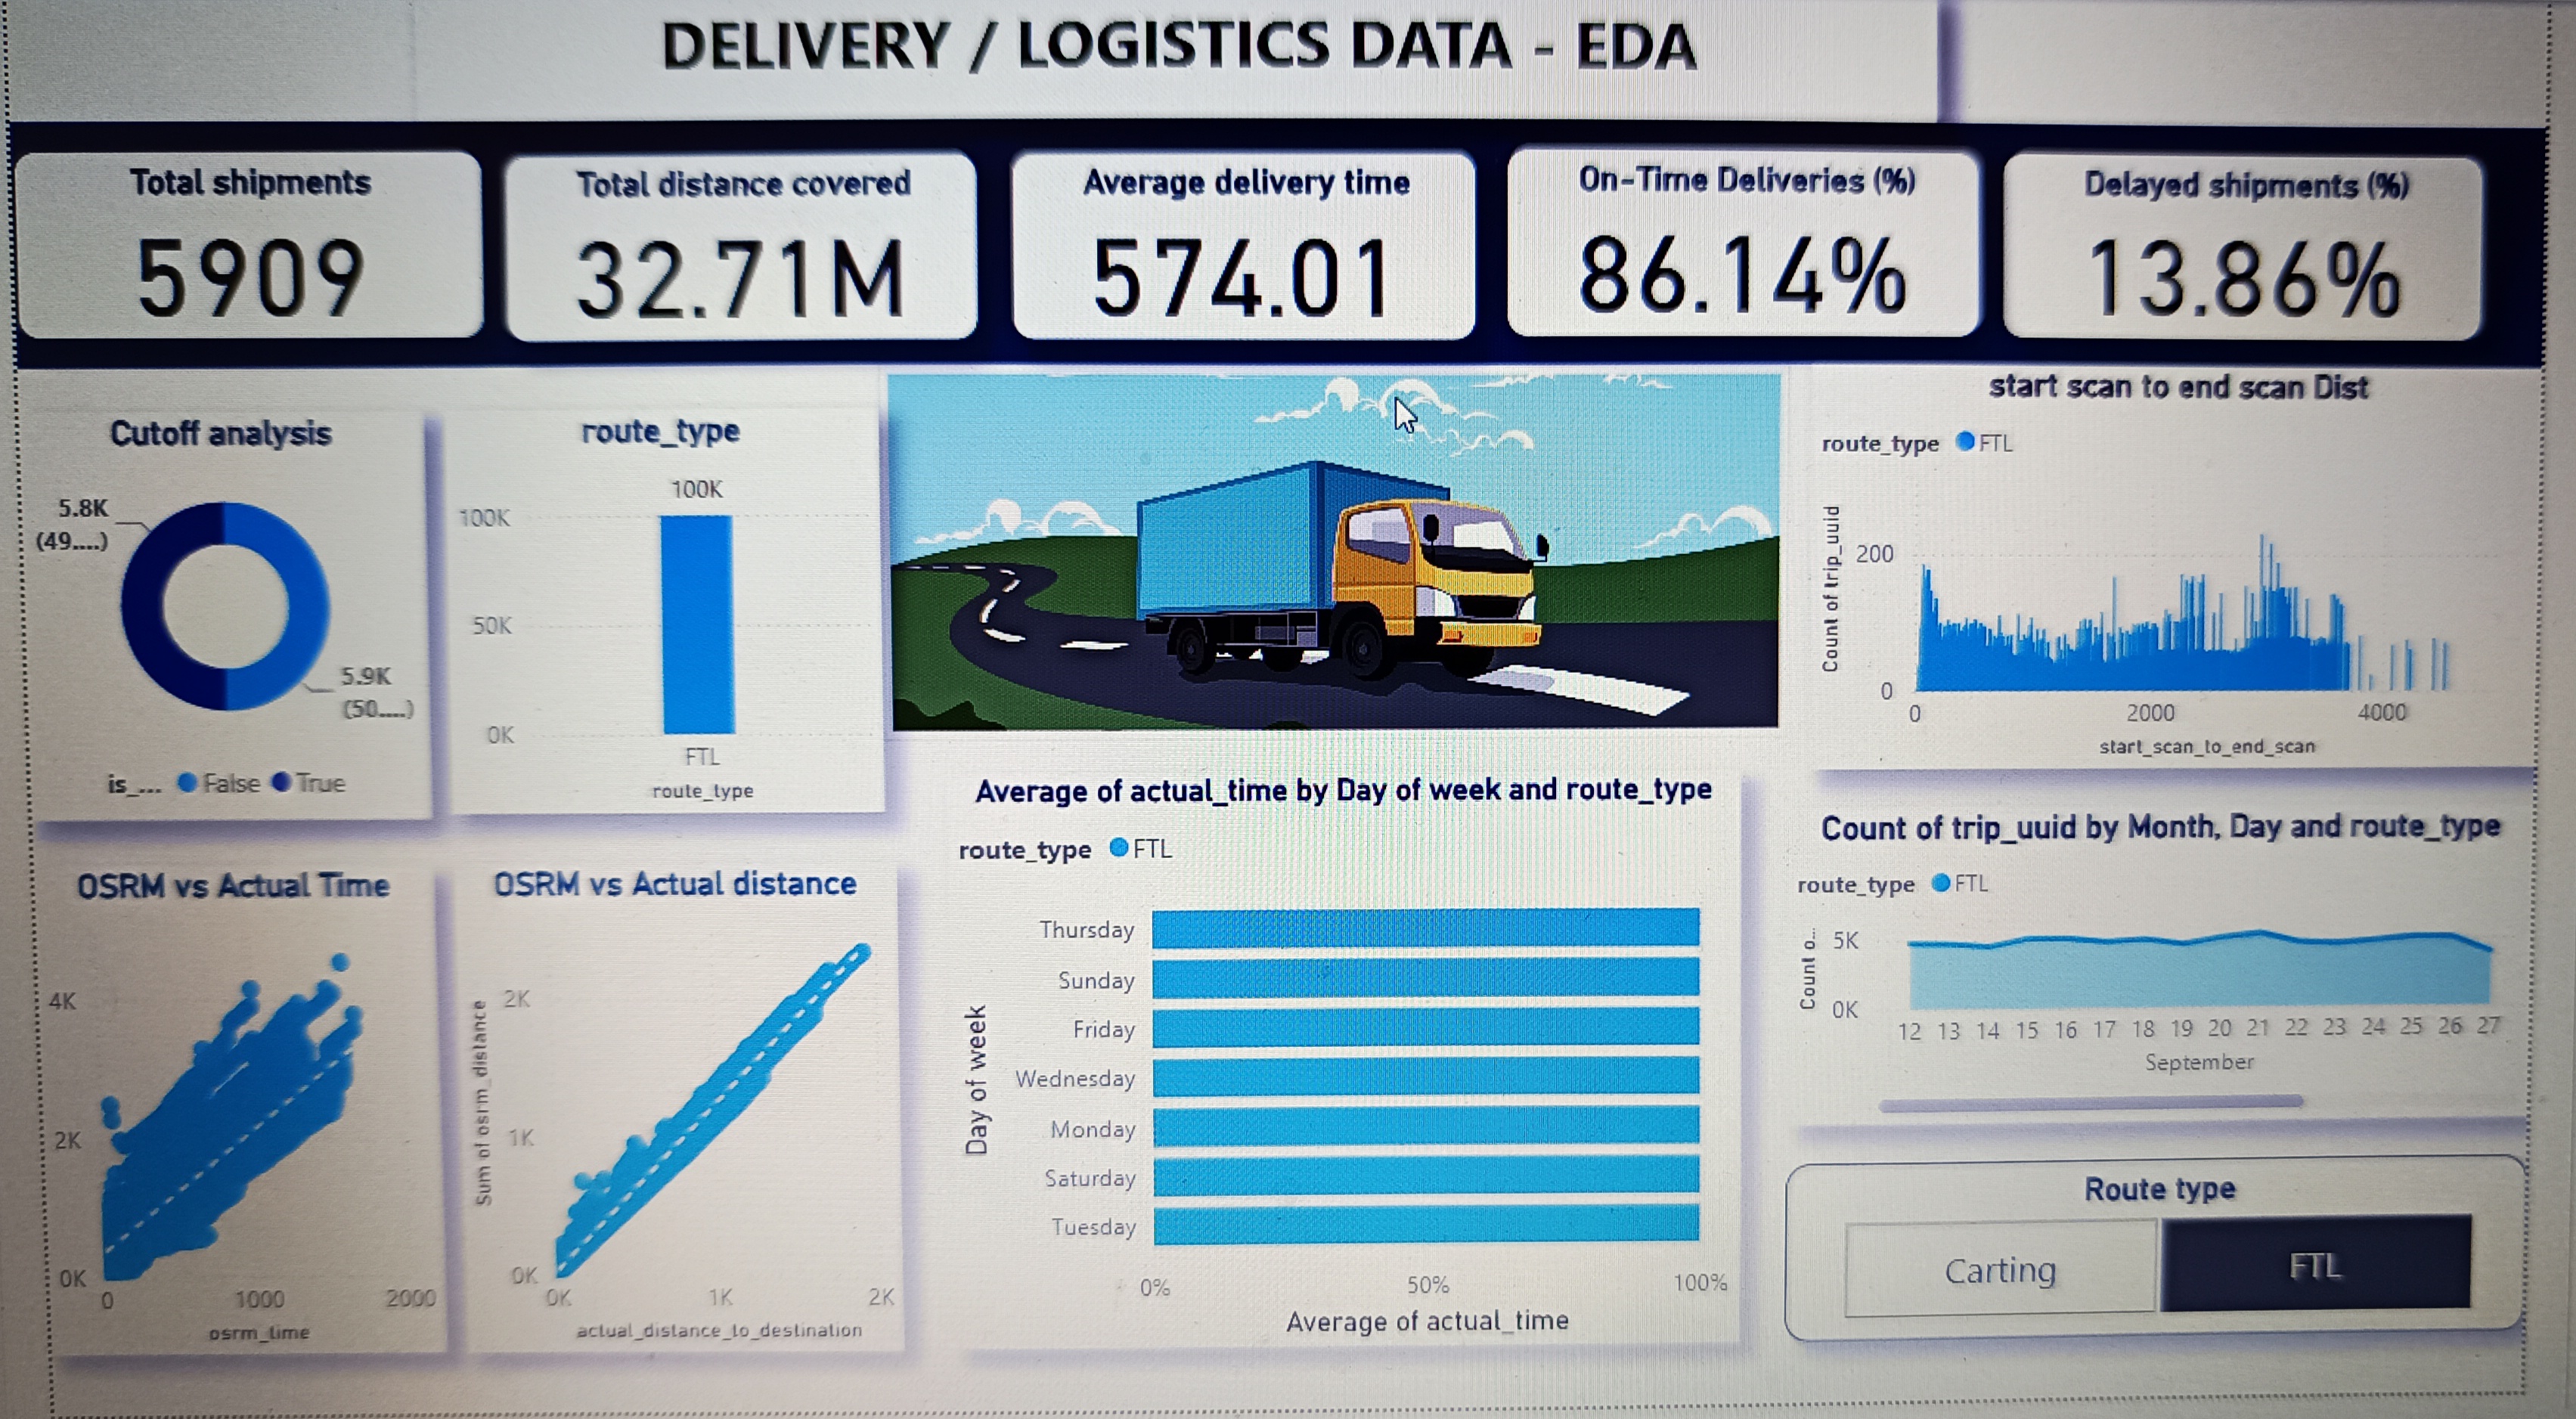 DELIVERY / LOGISTICS DATA - EDA
Total shipments
5909
Total distance covered
32.71M
Average delivery time
574.01
On-Time Deliveries (%)
86.14%
Delayed shipments (%)
13.86%
Cutoff analysis
5.8K
(49....)
5.9K
(50....)
is_... False True
route_type
100K
100K
50K
0K
FTL
route_type
start scan to end scan Dist
route_type FTL
Count of trip_uuid
200
0
0 2000 4000
start_scan_to_end_scan
OSRM vs Actual Time
4K
2K
0K
0 1000 2000
osrm_time
OSRM vs Actual distance
Sum of osrm_distance
2K
1K
0K
0K 1K 2K
actual_distance_to_destination
Average of actual_time by Day of week and route_type
route_type FTL
Day of week
Thursday
Sunday
Friday
Wednesday
Monday
Saturday
Tuesday
0% 50% 100%
Average of actual_time
Count of trip_uuid by Month, Day and route_type
route_type FTL
Count o...
5K
0K
12 13 14 15 16 17 18 19 20 21 22 23 24 25 26 27
September
Route type
Carting FTL